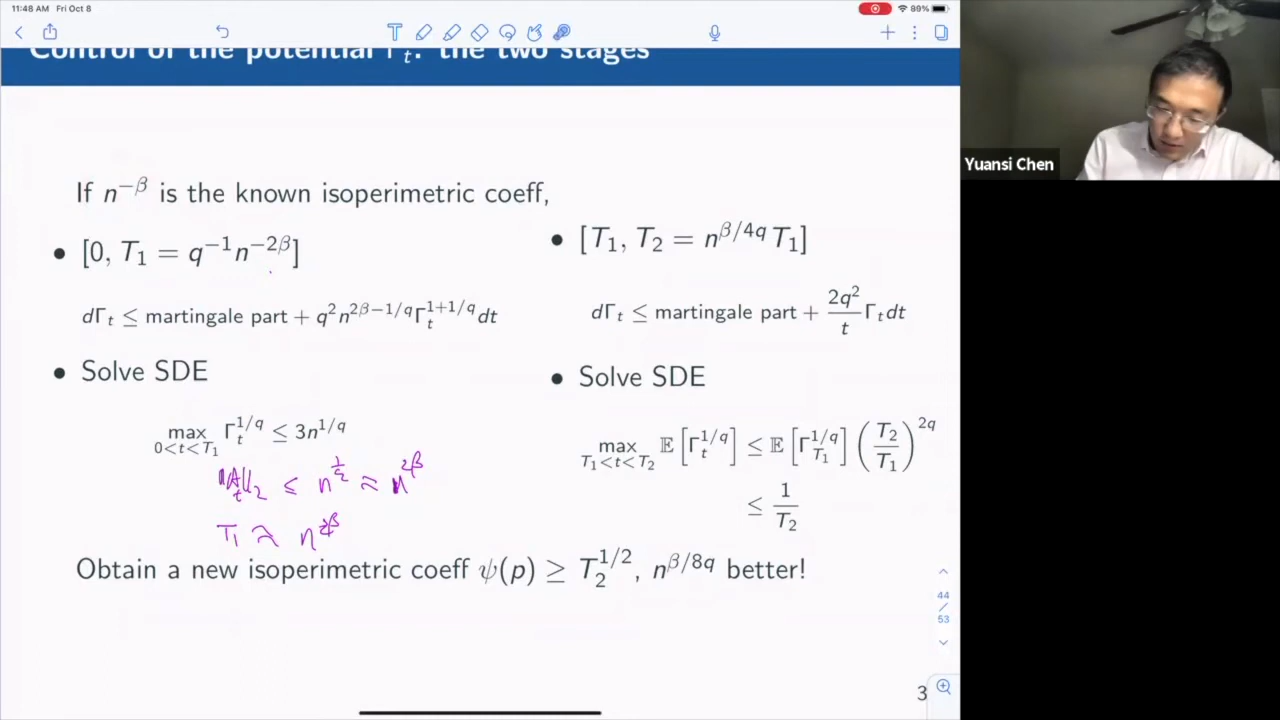 11:48 AM Fri Oct 8
99%
Control of the potential Γ_t: the two stages
If n^{−β} is the known isoperimetric coeff,
• [0, T_1 = q^{−1}n^{−2β}]
dΓ_t ≤ martingale part + q^2 n^{2β−1/q} Γ_t^{1+1/q} dt
• Solve SDE
max_{0<t<T_1} Γ_t^{1/q} ≤ 3n^{1/q}
‖A_t‖_2 ≤ n^{1/q} ≈ n^{2β}
T_1 ≈ n^{-2β}
• [T_1, T_2 = n^{β/4q} T_1]
dΓ_t ≤ martingale part + \frac{2q^2}{t} Γ_t dt
• Solve SDE
max_{T_1<t<T_2} 𝔼[Γ_t^{1/q}] ≤ 𝔼[Γ_{T_1}^{1/q}] (\frac{T_2}{T_1})^{2q}
≤ \frac{1}{T_2}
Obtain a new isoperimetric coeff ψ(p) ≥ T_2^{1/2}, n^{β/8q} better!
44
/
53
3
Yuansi Chen